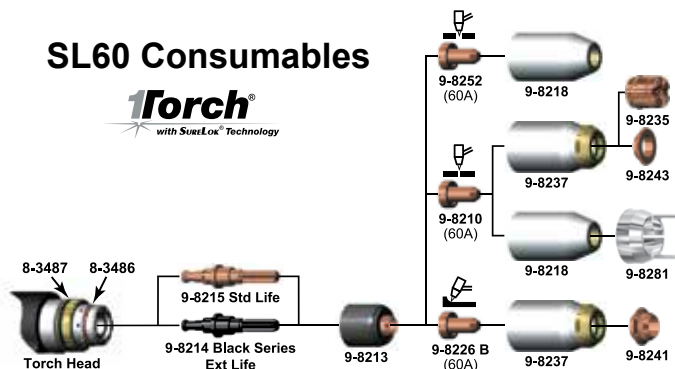 SL60 Consumables
1Torch®
with SureLok® Technology
9-8252
(60A)
9-8218
9-8235
9-8237
9-8243
9-8210
(60A)
9-8218
9-8281
8-3487
8-3486
9-8215 Std Life
9-8214 Black Series
Ext Life
Torch Head
9-8213
9-8226 B
(60A)
9-8237
9-8241